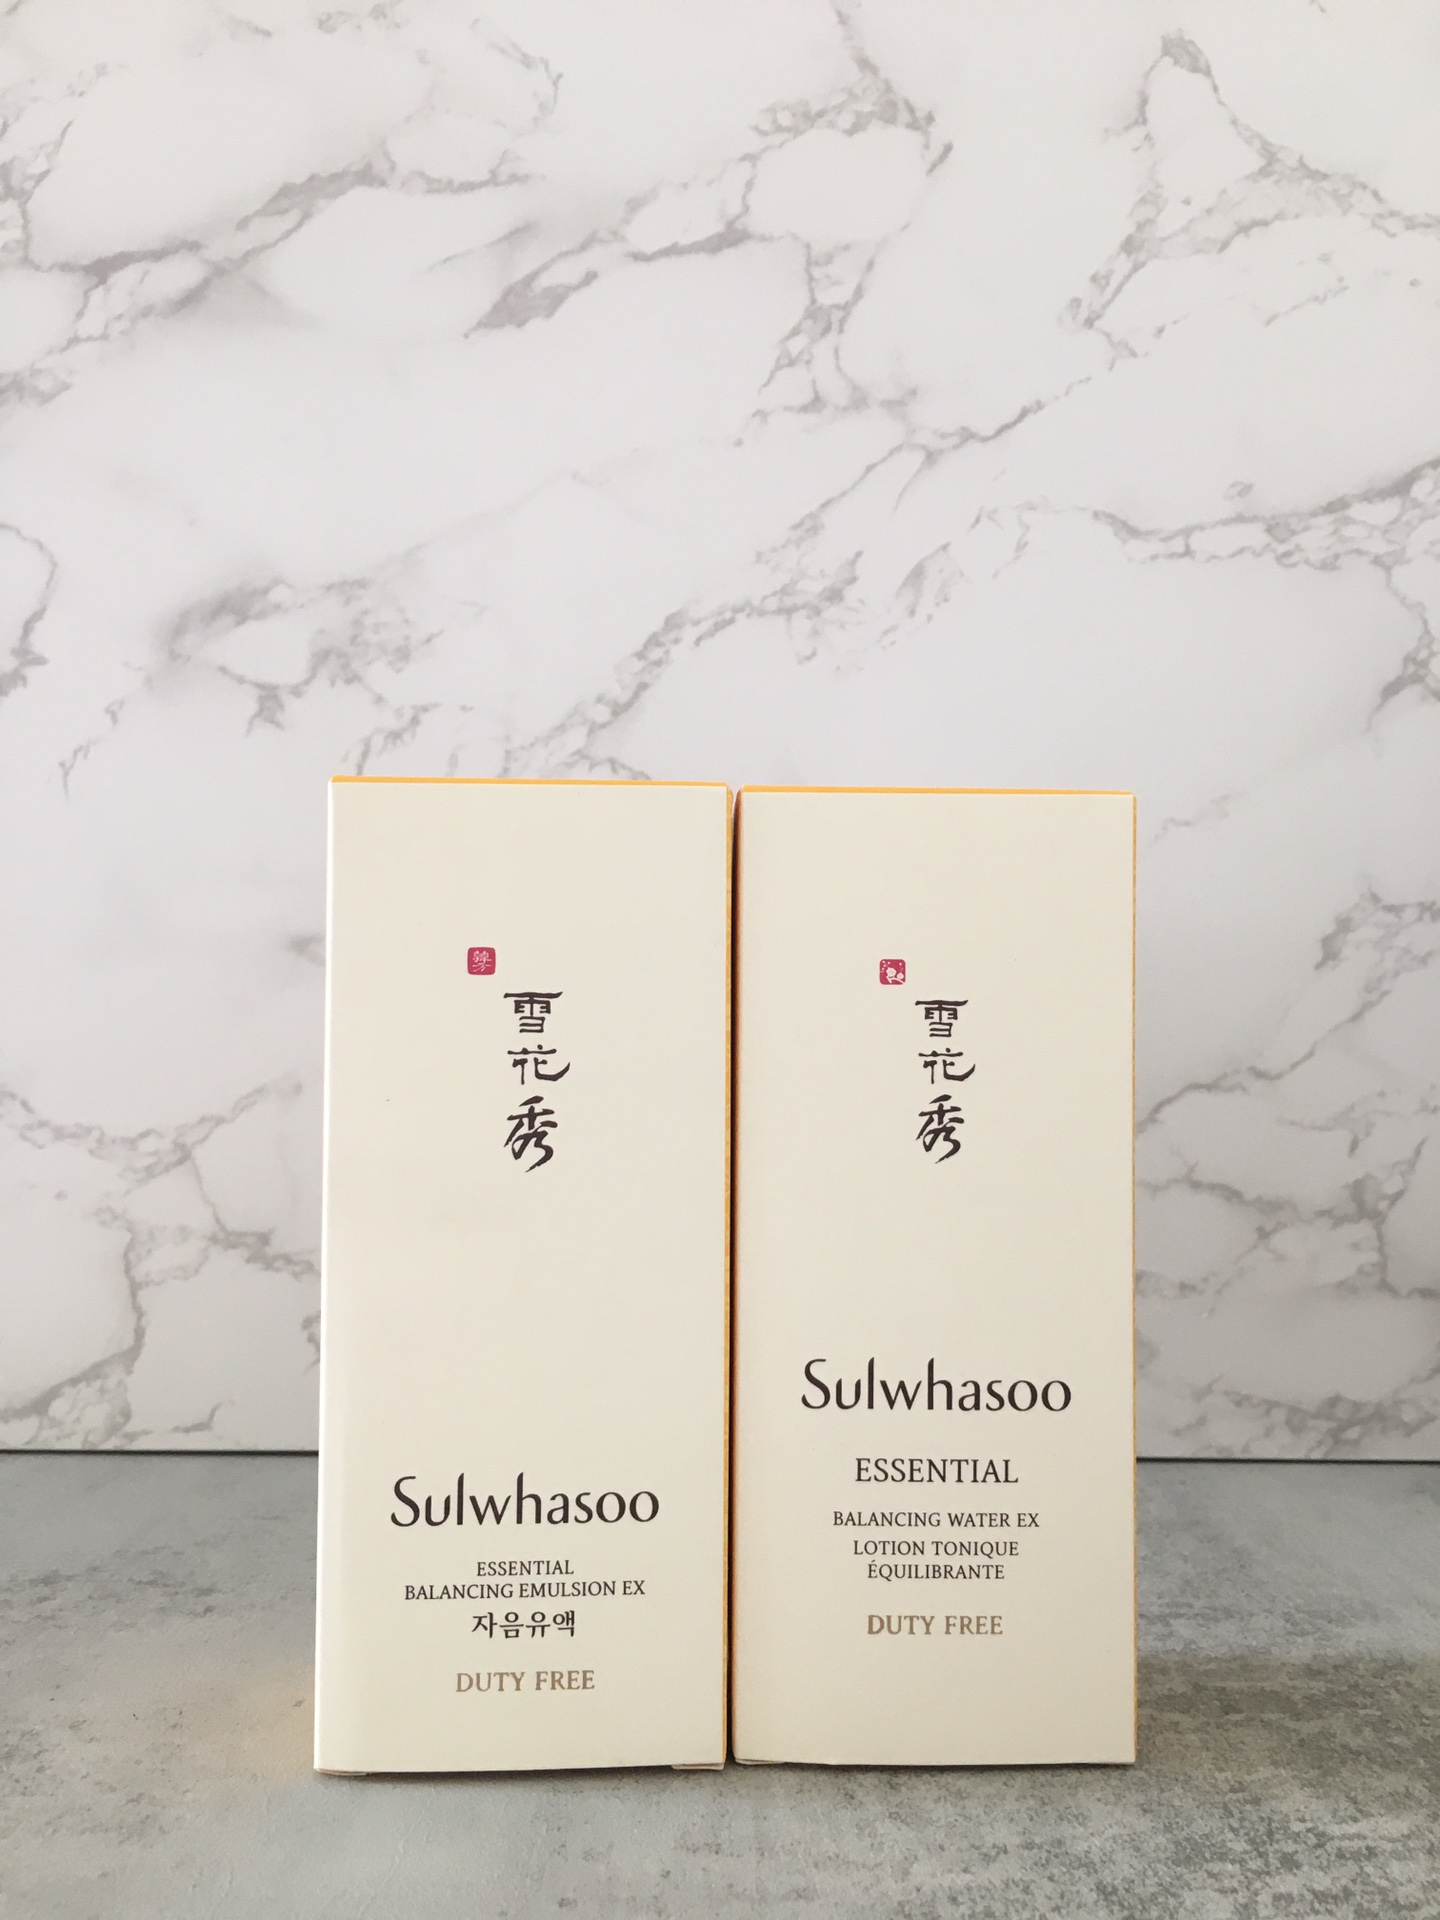 雪
花
秀
Sulwhasoo
ESSENTIAL
BALANCING EMULSION EX
자음유액
DUTY FREE
雪
花
秀
Sulwhasoo
ESSENTIAL
BALANCING WATER EX
LOTION TONIQUE
ÉQUILIBRANTE
DUTY FREE